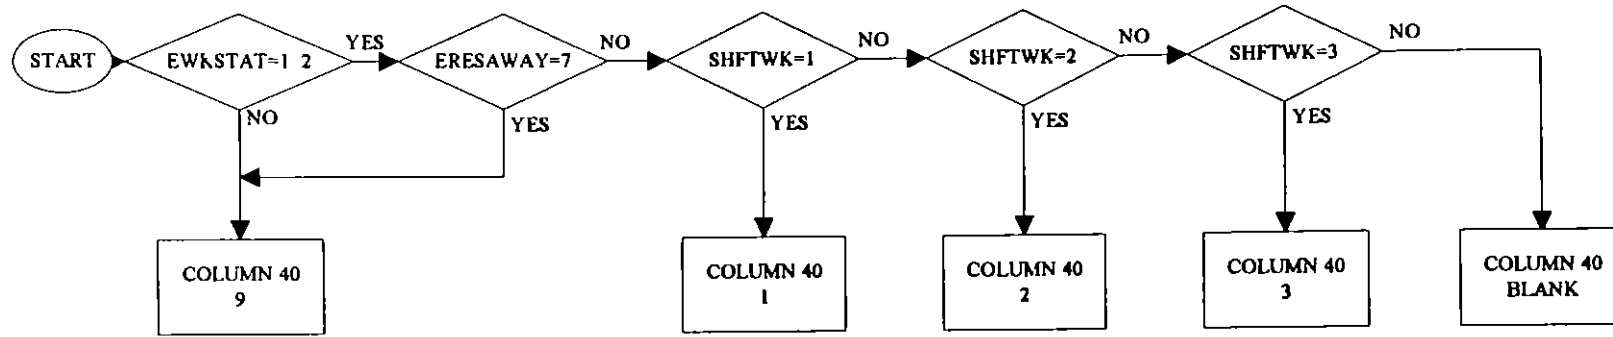 START
EWkSTAT=1 2
YES
NO
ERESAWAY=7
NO
YES
SHFTWK=1
NO
YES
SHFTWK=2
NO
YES
SHFTWK=3
NO
YES
COLUMN 40
9
COLUMN 40
1
COLUMN 40
2
COLUMN 40
3
COLUMN 40
BLANK